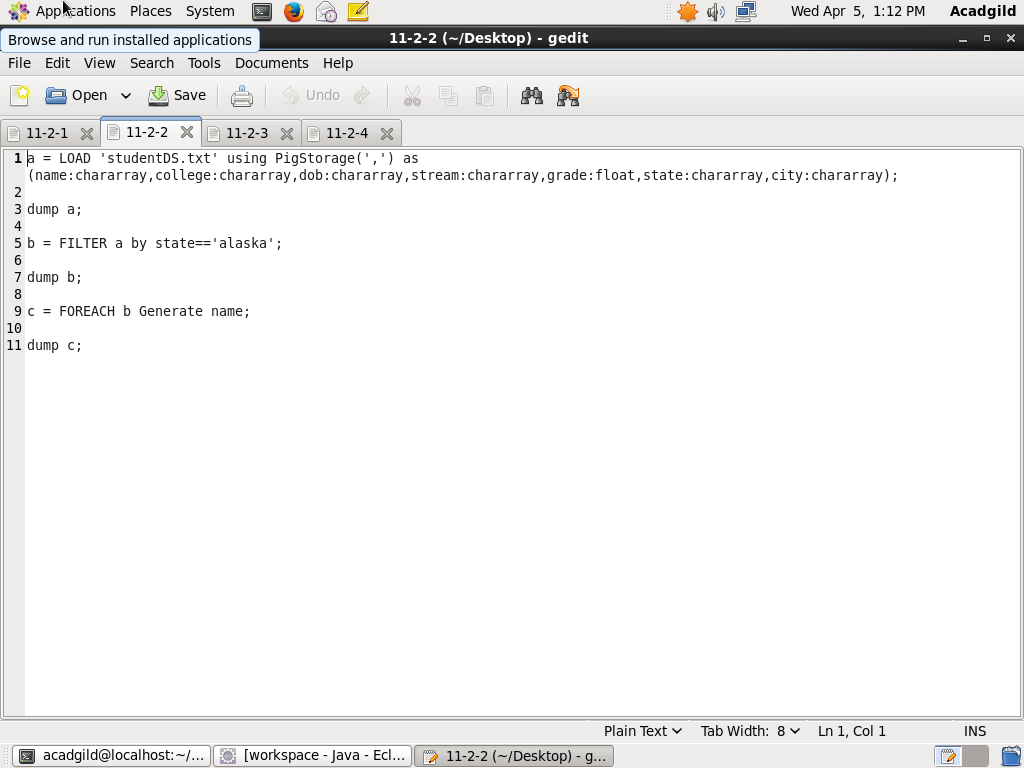 Applications Places System Wed Apr 5, 1:12 PM Acadgild
Browse and run installed applications
11-2-2 (~/Desktop) - gedit
File Edit View Search Tools Documents Help
Open Save Undo
11-2-1 11-2-2 11-2-3 11-2-4
1 a = LOAD 'studentDS.txt' using PigStorage(',') as
(name:chararray,college:chararray,dob:chararray,stream:chararray,grade:float,state:chararray,city:chararray);
2
3 dump a;
4
5 b = FILTER a by state=='alaska';
6
7 dump b;
8
9 c = FOREACH b Generate name;
10
11 dump c;
Plain Text Tab Width: 8 Ln 1, Col 1 INS
acadgild@localhost:~/... [workspace - Java - Ecl... 11-2-2 (~/Desktop) - g...